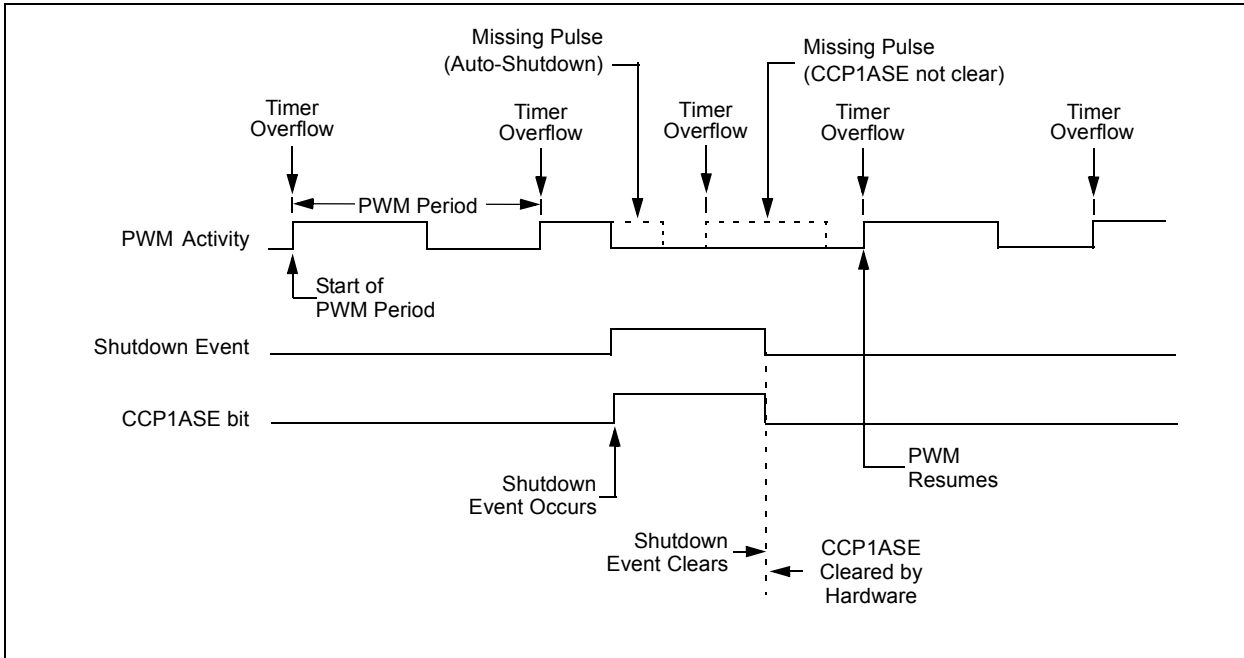 Missing Pulse
(Auto-Shutdown)
Missing Pulse
(CCP1ASE not clear)
Timer
Overflow
Timer
Overflow
Timer
Overflow
Timer
Overflow
Timer
Overflow
PWM Period
PWM Activity
Start of
PWM Period
Shutdown Event
CCP1ASE bit
Shutdown
Event Occurs
PWM
Resumes
Shutdown
Event Clears
CCP1ASE
Cleared by
Hardware